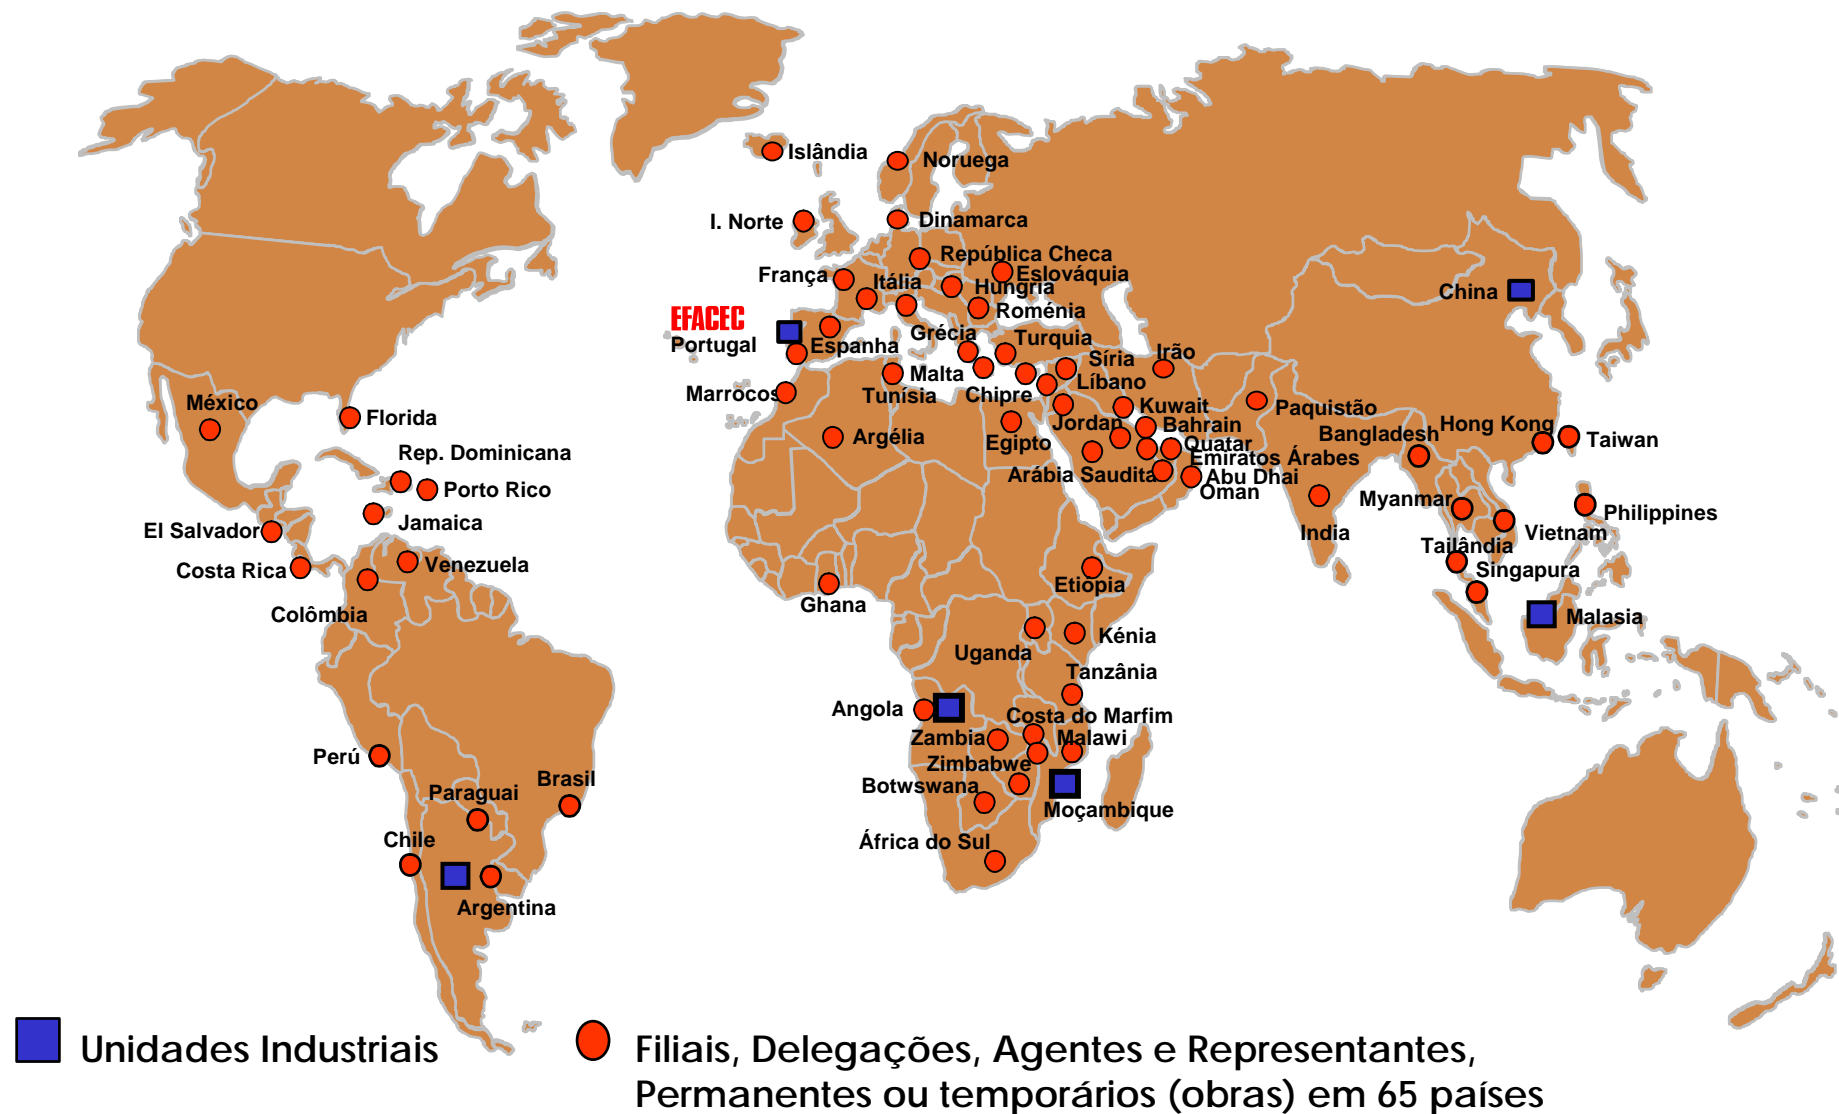 Islândia
Noruega
I. Norte
Dinamarca
República Checa
França
Itália
Eslováquia
Hungria
China
EFACEC
Roménia
Portugal
Espanha
Grécia
Turquia
Síria
Irão
Malta
Líbano
Marrocos
Tunísia
Chipre
México
Florida
Kuwait
Paquistão
Argélia
Egipto
Jordan
Bahrain
Bangladesh
Hong Kong
Taiwan
Quatar
Rep. Dominicana
Emiratos Árabes
Arábia Saudita
Abu Dhai
Porto Rico
Oman
Myanmar
Philippines
El Salvador
Jamaica
India
Vietnam
Tailândia
Costa Rica
Venezuela
Singapura
Etiópia
Colômbia
Ghana
Malasia
Kénia
Uganda
Tanzânia
Angola
Costa do Marfim
Zambia
Malawi
Perú
Zimbabwe
Brasil
Botwswana
Paraguai
Moçambique
Chile
África do Sul
Argentina
Unidades Industriais
Filiais, Delegações, Agentes e Representantes,
Permanentes ou temporários (obras) em 65 países